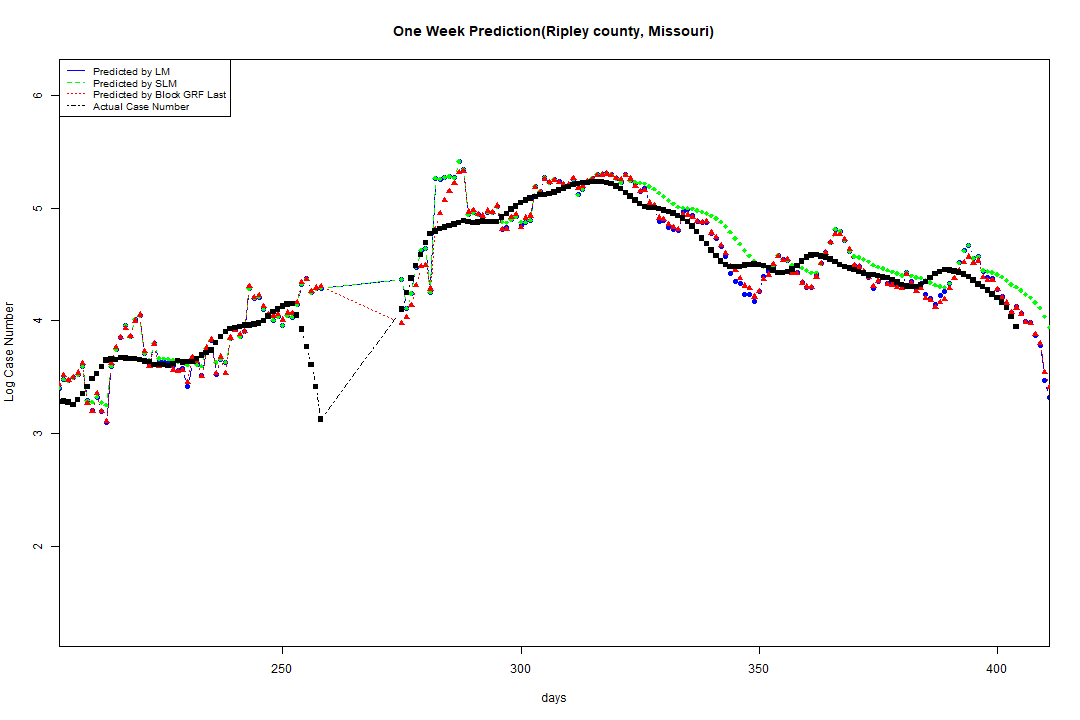 One Week Prediction(Ripley county, Missouri)
Predicted by LM
Predicted by SLM
Predicted by Block GRF Last
Actual Case Number
6
5
4
3
2
Log Case Number
250 300 350 400
days